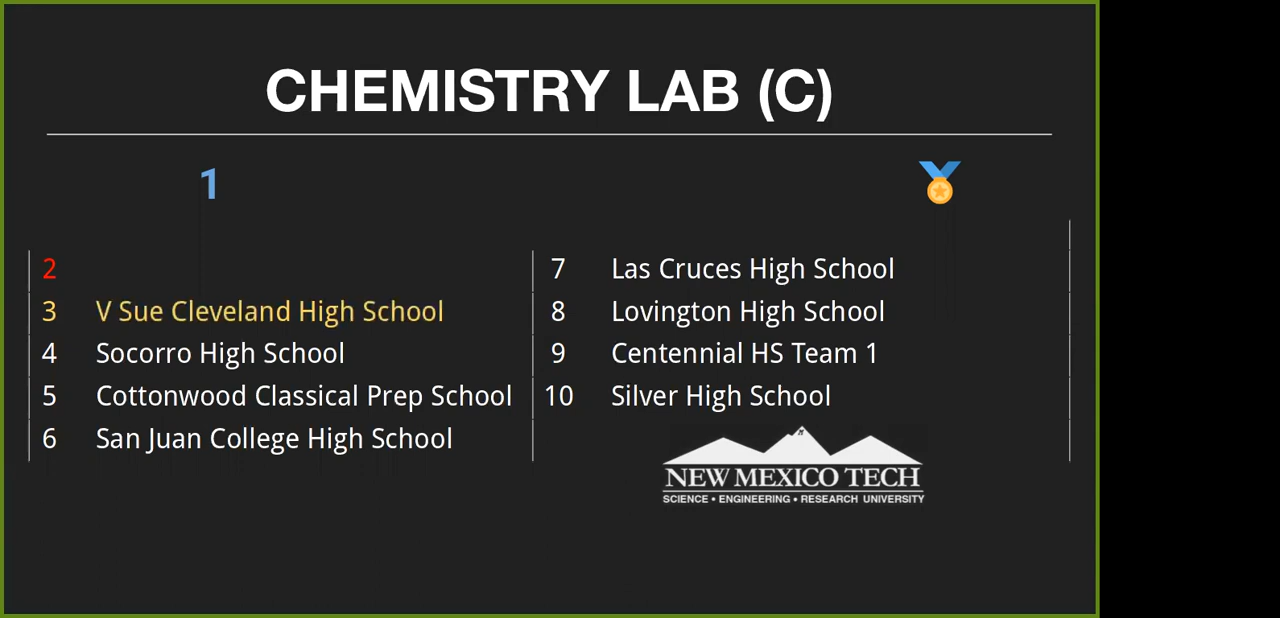 CHEMISTRY LAB (C)
1
2
3 V Sue Cleveland High School
4 Socorro High School
5 Cottonwood Classical Prep School
6 San Juan College High School
7 Las Cruces High School
8 Lovington High School
9 Centennial HS Team 1
10 Silver High School
NEW MEXICO TECH
SCIENCE • ENGINEERING • RESEARCH UNIVERSITY